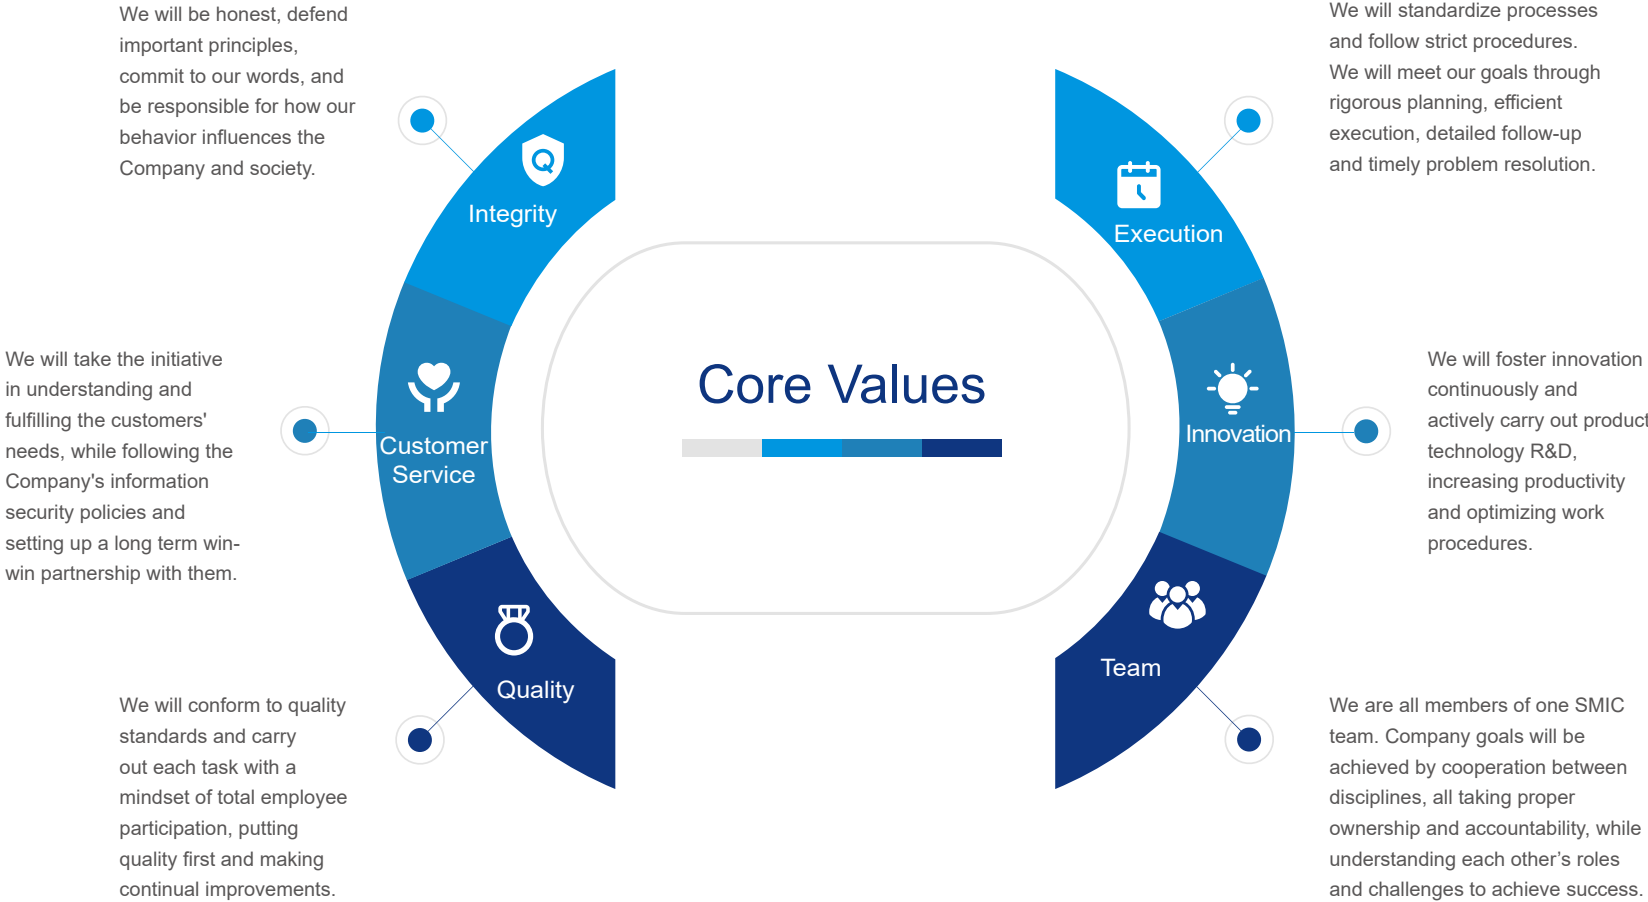 We will be honest, defend
important principles,
commit to our words, and
be responsible for how our
behavior influences the
Company and society.
Integrity
We will take the initiative
in understanding and
fulfilling the customers'
needs, while following the
Company's information
security policies and
setting up a long term win-
win partnership with them.
Customer
Service
We will conform to quality
standards and carry
out each task with a
mindset of total employee
participation, putting
quality first and making
continual improvements.
Quality
Core Values
We will standardize processes
and follow strict procedures.
We will meet our goals through
rigorous planning, efficient
execution, detailed follow-up
and timely problem resolution.
Execution
We will foster innovation
continuously and
actively carry out product
technology R&D,
increasing productivity
and optimizing work
procedures.
Innovation
We are all members of one SMIC
team. Company goals will be
achieved by cooperation between
disciplines, all taking proper
ownership and accountability, while
understanding each other’s roles
and challenges to achieve success.
Team